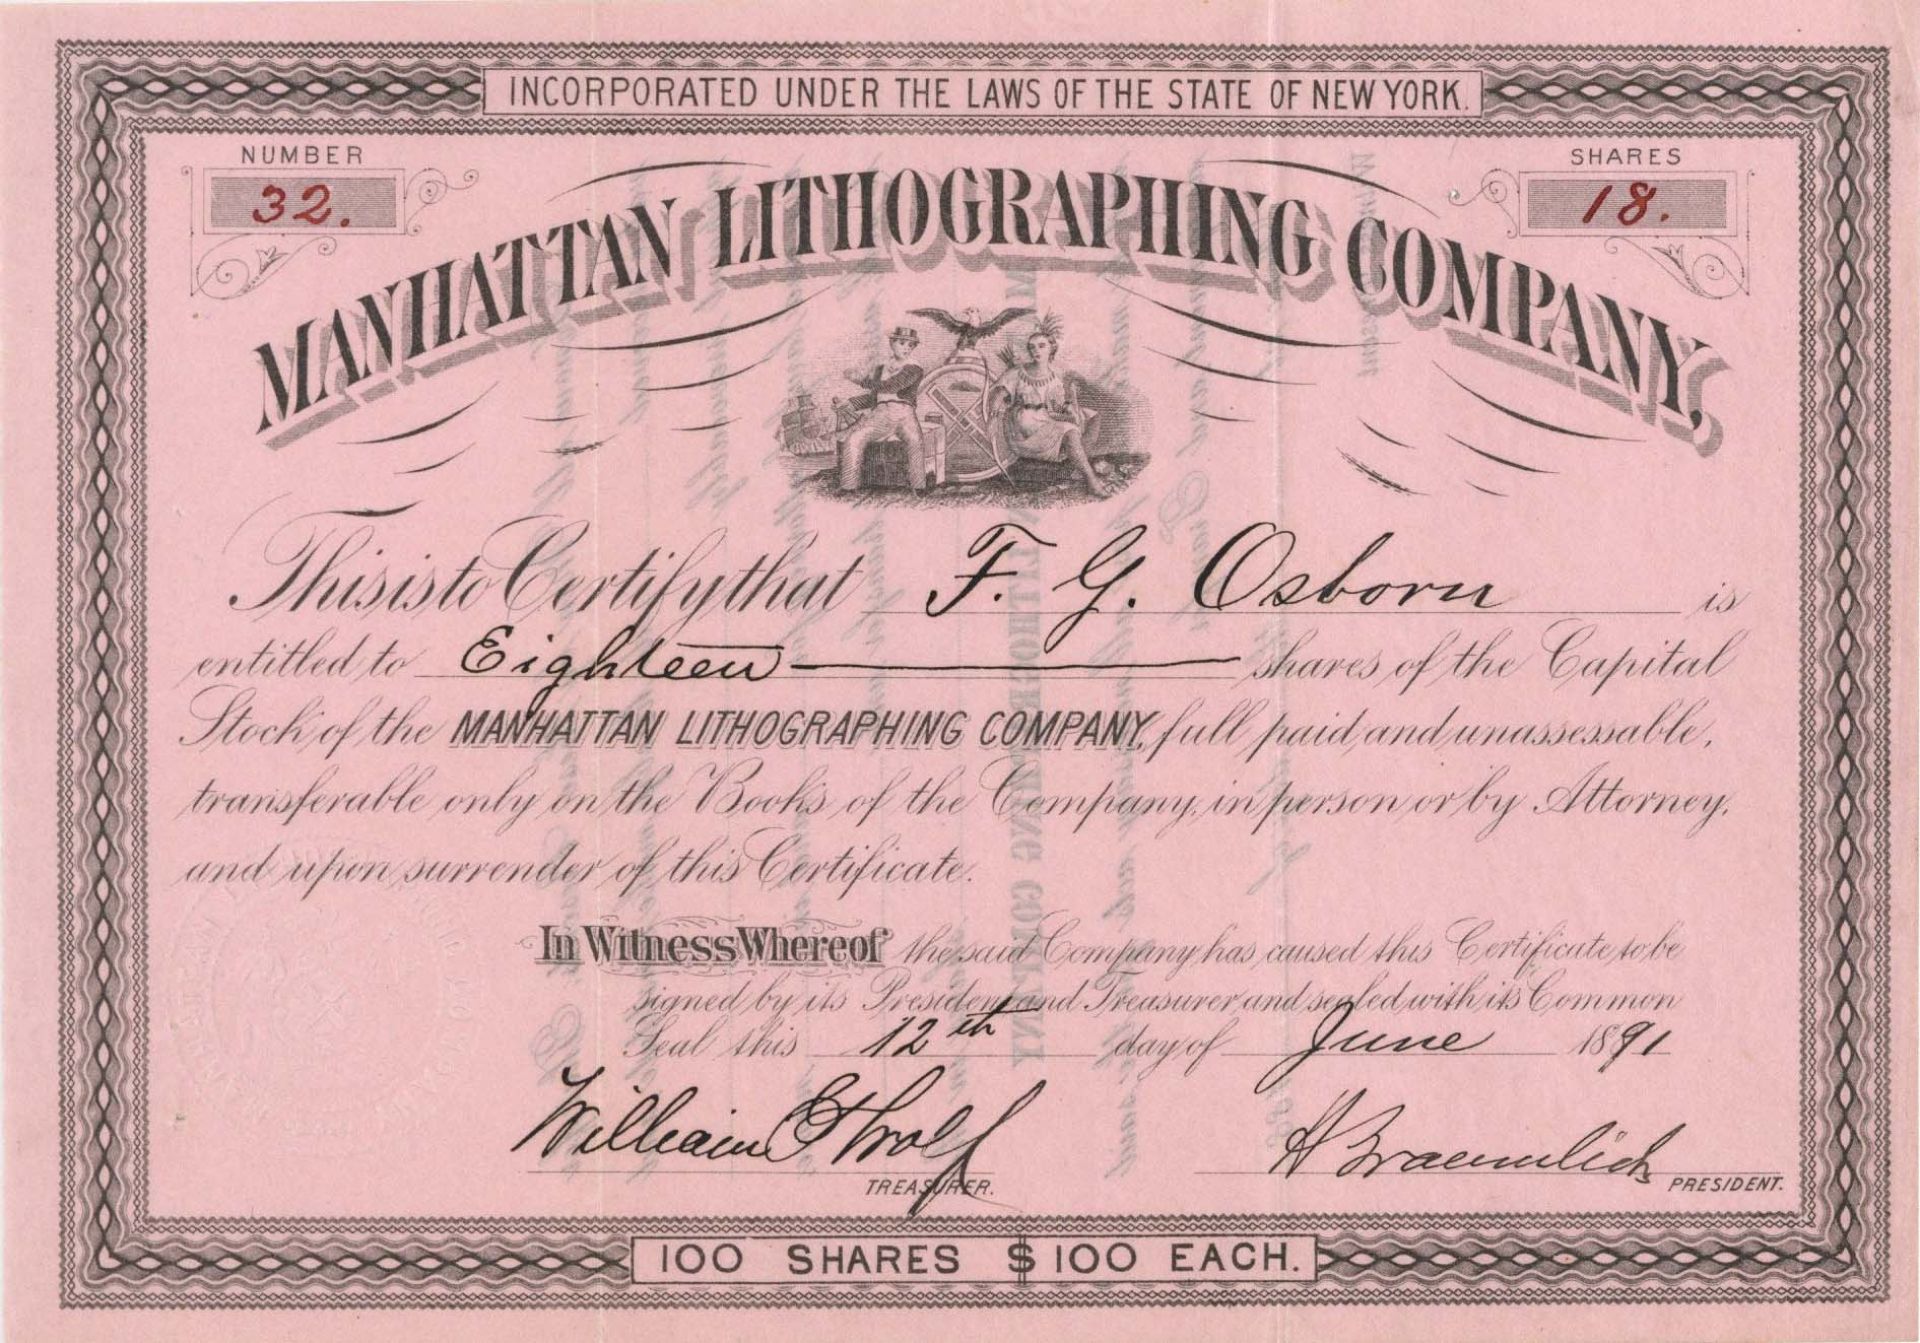 INCORPORATED UNDER THE LAWS OF THE STATE OF NEW YORK.
NUMBER
32.
SHARES
18.
MANHATTAN LITHOGRAPHING COMPANY,
This is to Certify that F. G. Osborn is
entitled to Eighteen shares of the Capital
Stock of the MANHATTAN LITHOGRAPHING COMPANY, full paid and unassessable,
transferable only on the Books of the Company, in person or by Attorney,
and upon surrender of this Certificate.
In Witness Whereof the said Company has caused this Certificate to be
signed by its President and Treasurer and sealed with its Common
Seal this 12th day of June 1891
William
TREASURER.
PRESIDENT.
100 SHARES $100 EACH.